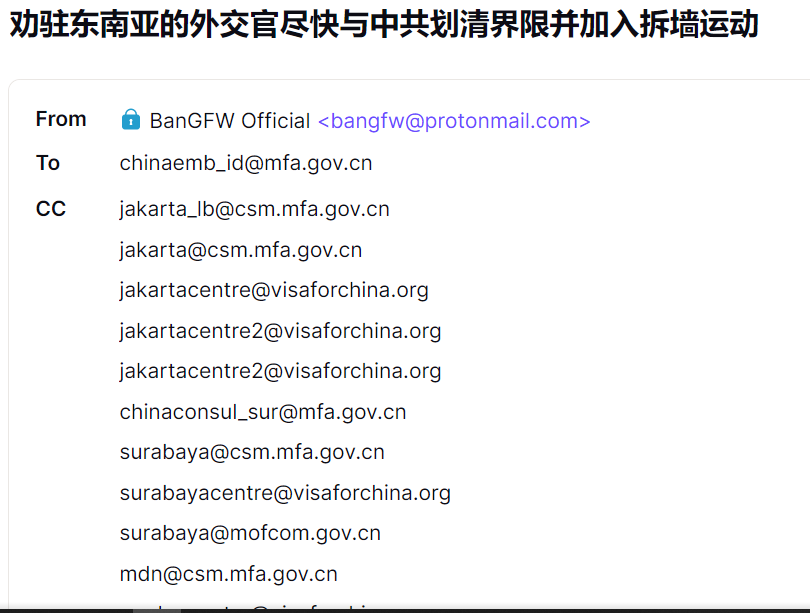 劝驻东南亚的外交官尽快与中共划清界限并加入拆墙运动
From BanGFW Official <bangfw@protonmail.com>
To chinaemb_id@mfa.gov.cn
CC jakarta_lb@csm.mfa.gov.cn
jakarta@csm.mfa.gov.cn
jakartacentre@visaforchina.org
jakartacentre2@visaforchina.org
jakartacentre2@visaforchina.org
chinaconsul_sur@mfa.gov.cn
surabaya@csm.mfa.gov.cn
surabayacentre@visaforchina.org
surabaya@mofcom.gov.cn
mdn@csm.mfa.gov.cn